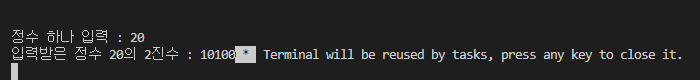 정수 하나 입력 : 20
입력받은 정수 20의 2진수 : 10100 * Terminal will be reused by tasks, press any key to close it.